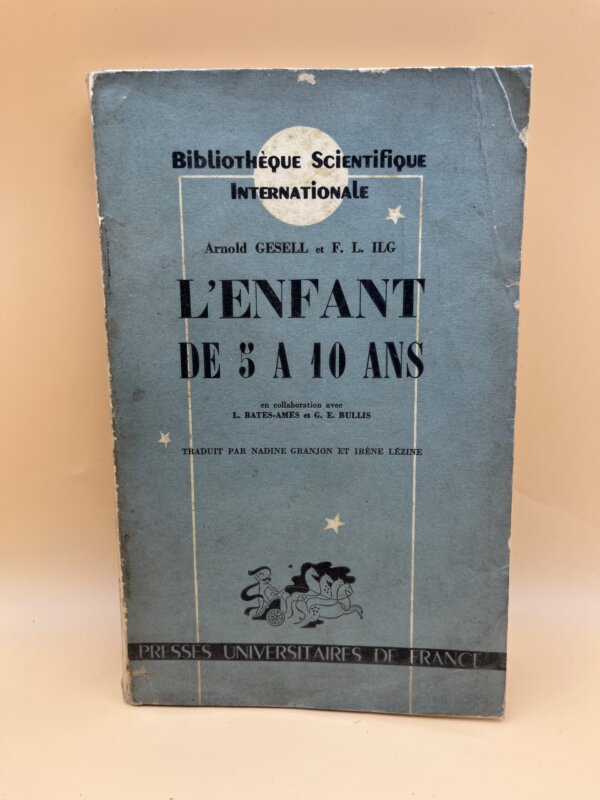 Bibliothèque Scientifique
Internationale
Arnold GESELL et F. L. ILG
L'ENFANT
DE 5 A 10 ANS
en collaboration avec
L. BATES-AMES et G. E. BULLIS
TRADUIT PAR NADINE GRANJON ET IRÈNE LÉZINE
PRESSES UNIVERSITAIRES DE FRANCE